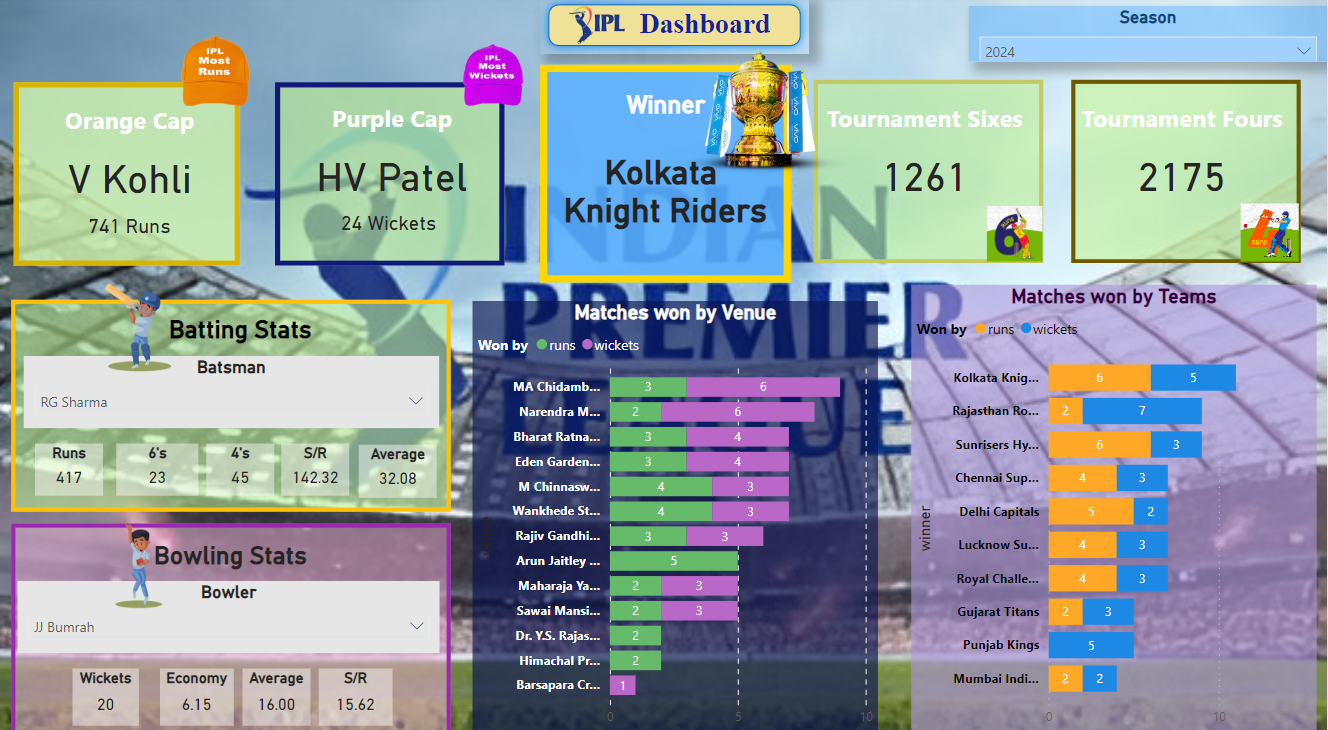 IPL Dashboard
Season
2024
IPL
Most
Runs
Orange Cap
V Kohli
741 Runs
IPL
Most
Wickets
Purple Cap
HV Patel
24 Wickets
Winner
Kolkata
Knight Riders
Tournament Sixes
1261
6
Tournament Fours
2175
4
RUNS
INDIAN
PREMIER
LEAGUE
Batting Stats
Batsman
RG Sharma
Runs 6's 4's S/R Average
417 23 45 142.32 32.08
Bowling Stats
Bowler
JJ Bumrah
Wickets Economy Average S/R
20 6.15 16.00 15.62
Matches won by Venue
Won by runs wickets
MA Chidamb... 3 6
Narendra M... 2 6
Bharat Ratna... 3 4
Eden Garden... 3 4
M Chinnasw... 4 3
Wankhede St... 4 3
Rajiv Gandhi... 3 3
Arun Jaitley ... 5
Maharaja Ya... 2 3
Sawai Mansi... 2 3
Dr. Y.S. Rajas... 2
Himachal Pr... 2
Barsapara Cr... 1
0 5 10
Matches won by Teams
Won by runs wickets
winner
Kolkata Knig... 6 5
Rajasthan Ro... 2 7
Sunrisers Hy... 6 3
Chennai Sup... 4 3
Delhi Capitals 5 2
Lucknow Su... 4 3
Royal Challe... 4 3
Gujarat Titans 2 3
Punjab Kings 5
Mumbai Indi... 2 2
0 10